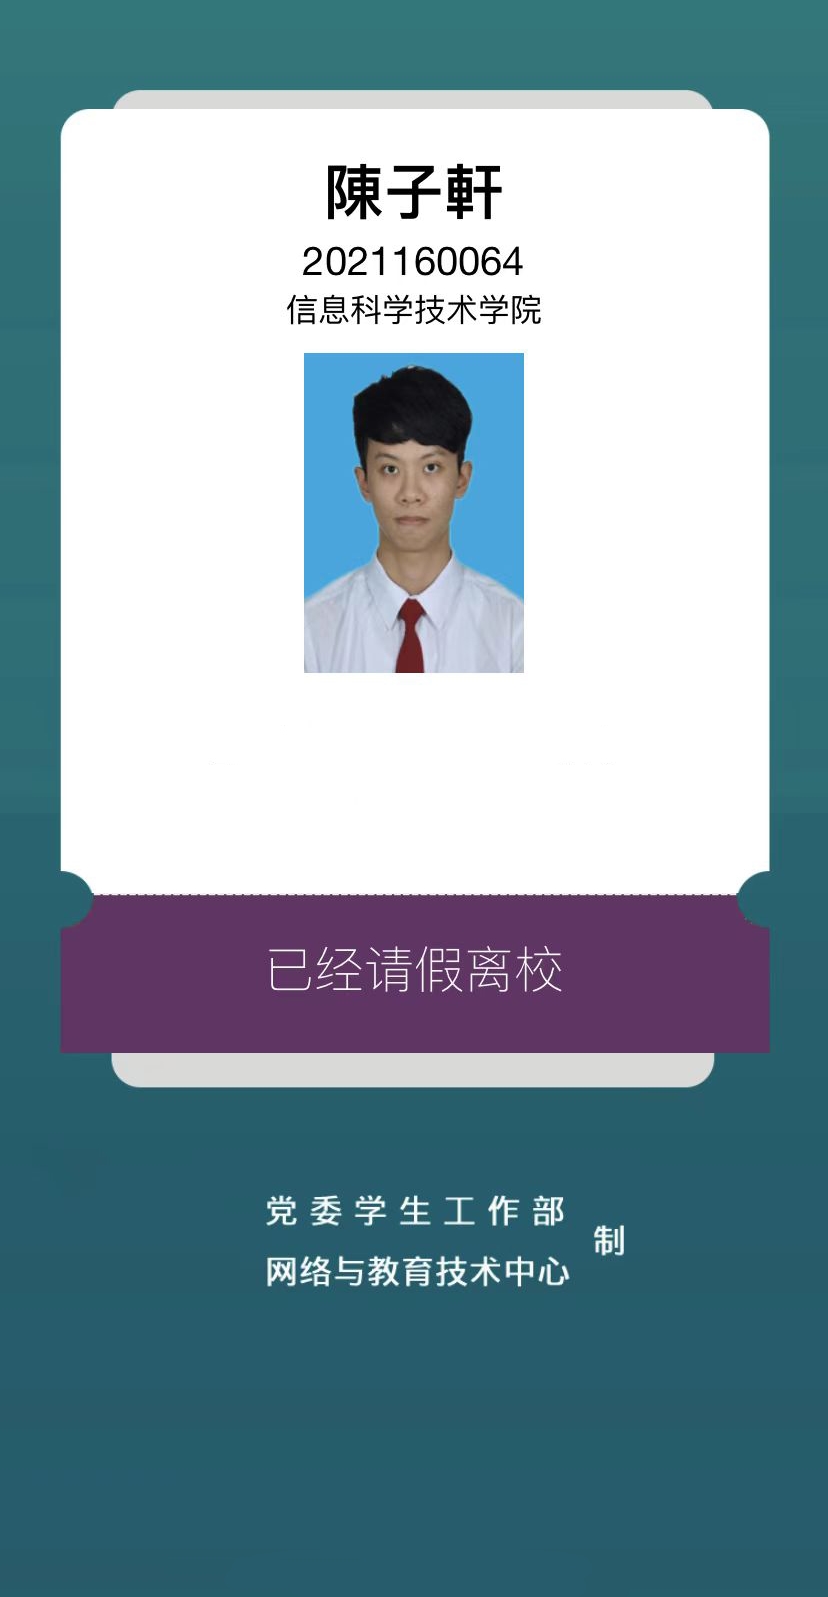 陳子軒
2021160064
信息科学技术学院
已经请假离校
党委学生工作部
网络与教育技术中心
制